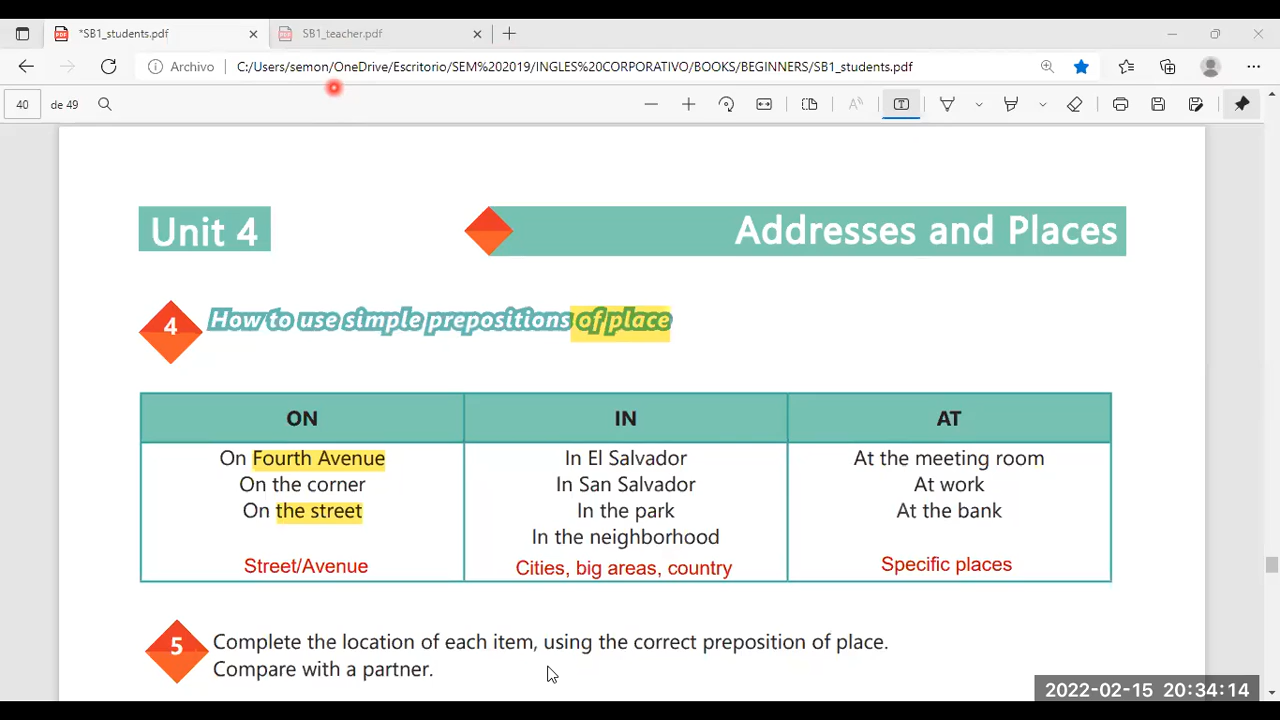 *SB1_students.pdf
SB1_teacher.pdf
Archivo C:/Users/semon/OneDrive/Escritorio/SEM%202019/INGLES%20CORPORATIVO/BOOKS/BEGINNERS/SB1_students.pdf
40 de 49
Unit 4
Addresses and Places
4 How to use simple prepositions of place
ON IN AT
On Fourth Avenue In El Salvador At the meeting room
On the corner In San Salvador At work
On the street In the park At the bank
In the neighborhood
Street/Avenue Cities, big areas, country Specific places
5 Complete the location of each item, using the correct preposition of place.
Compare with a partner.
2022-02-15 20:34:14